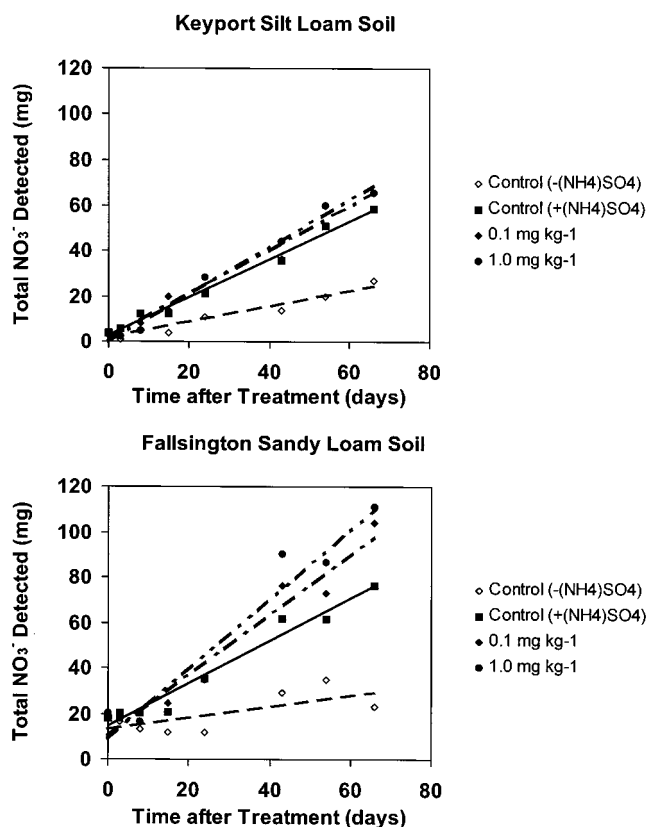 Keyport Silt Loam Soil
Total NO₃⁻ Detected (mg)
120
100
80
60
40
20
0
0 20 40 60 80
Time after Treatment (days)
Control (-(NH4)SO4)
Control (+(NH4)SO4)
0.1 mg kg-1
1.0 mg kg-1
Fallsington Sandy Loam Soil
Total NO₃⁻ Detected (mg)
120
100
80
60
40
20
0
0 20 40 60 80
Time after Treatment (days)
Control (-(NH4)SO4)
Control (+(NH4)SO4)
0.1 mg kg-1
1.0 mg kg-1